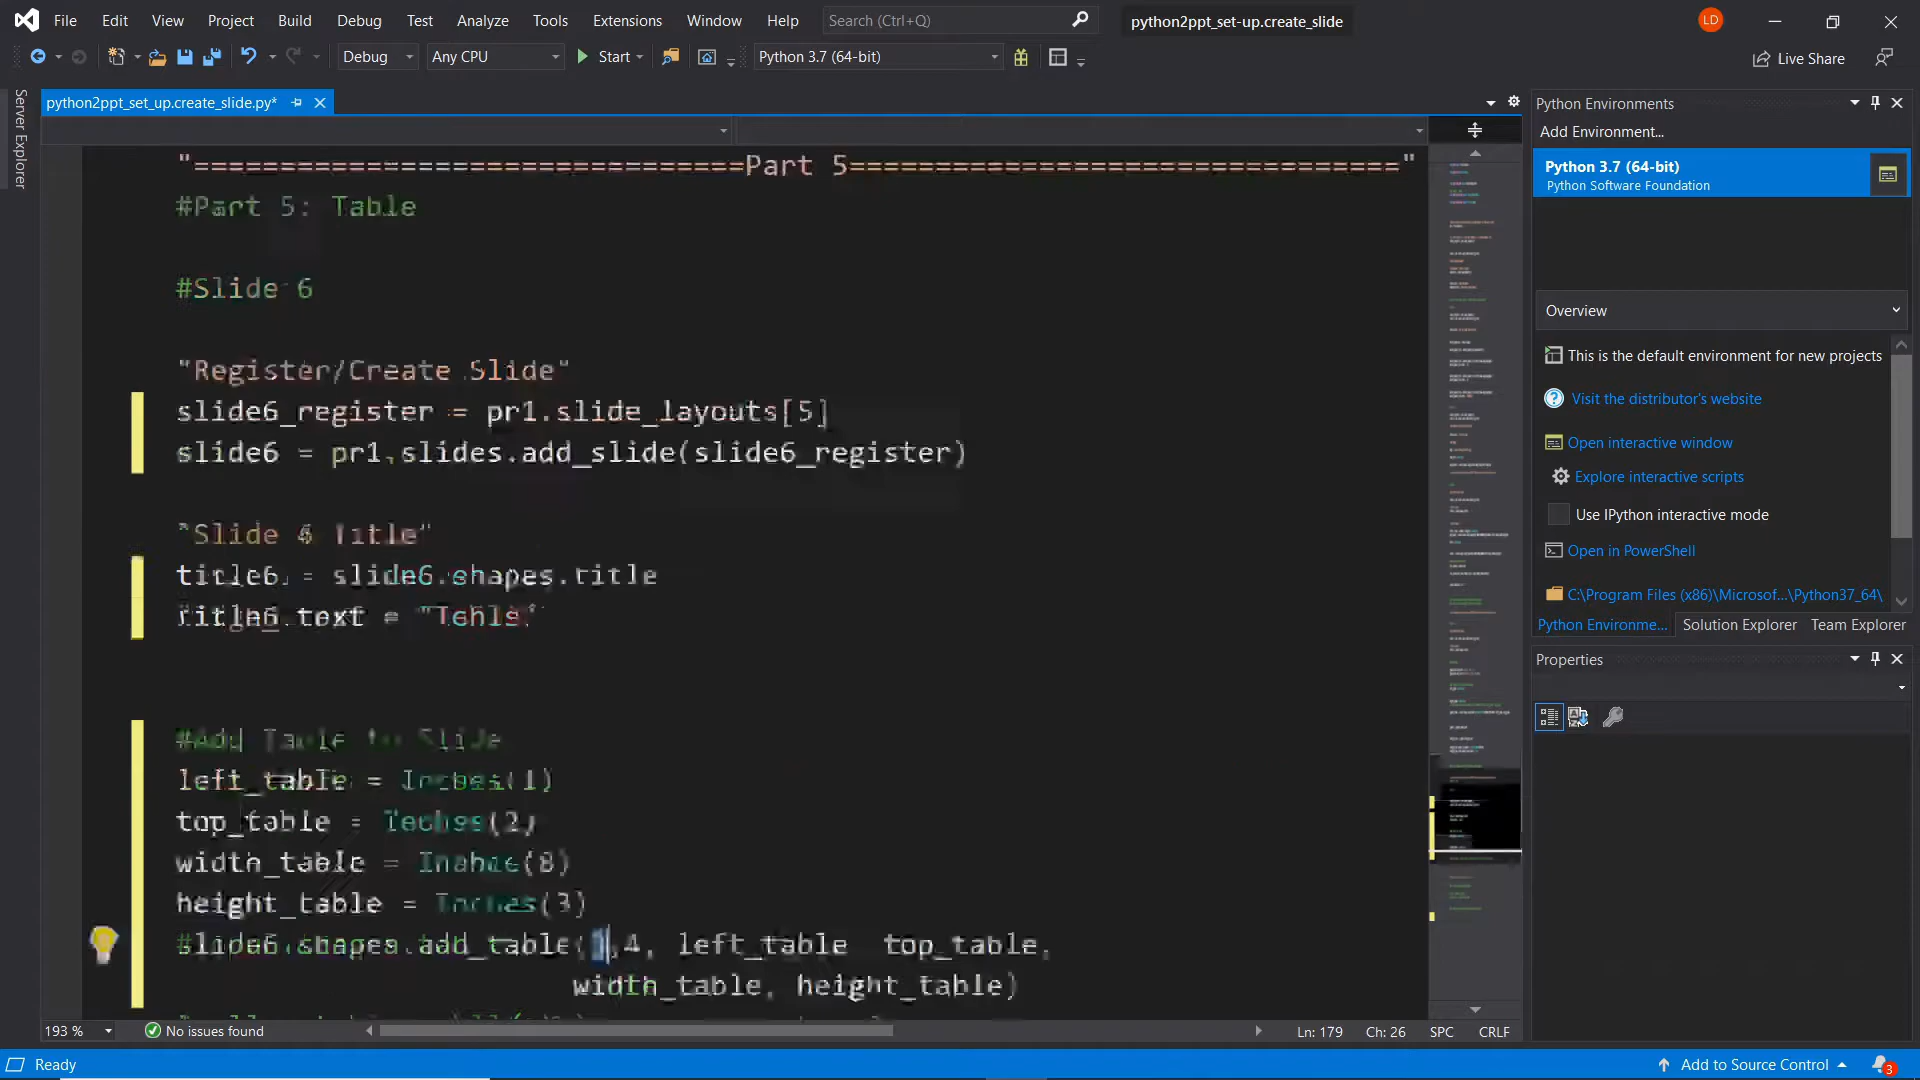 File Edit View Project Build Debug Test Analyze Tools Extensions Window Help Search (Ctrl+Q) python2ppt_set-up.create_slide LD
Debug Any CPU Start Python 3.7 (64-bit) Live Share
Server Explorer
python2ppt_set_up.create_slide.py*
"================================Part 5================================"
#Part 5: Table
#Slide 6
"Register/Create Slide"
slide6_register = pr1.slide_layouts[5]
slide6 = pr1.slides.add_slide(slide6_register)
"Slide Title"
title6 = slide6.shapes.title
title6.text =
#Add Table to Slide
left_table = Inches(1)
top_table = Inches(2)
width_table = Inches(8)
height_table = Inches(3)
slide6.shapes.add_table( ,4, left_table top_table,
width_table, height_table)
193 % No issues found Ln: 179 Ch: 26 SPC CRLF
Ready Add to Source Control 3
Python Environments
Add Environment...
Python 3.7 (64-bit)
Python Software Foundation
Overview
This is the default environment for new projects
Visit the distributor's website
Open interactive window
Explore interactive scripts
Use IPython interactive mode
Open in PowerShell
C:\Program Files (x86)\Microsof...\Python37_64\
Python Environme... Solution Explorer Team Explorer
Properties